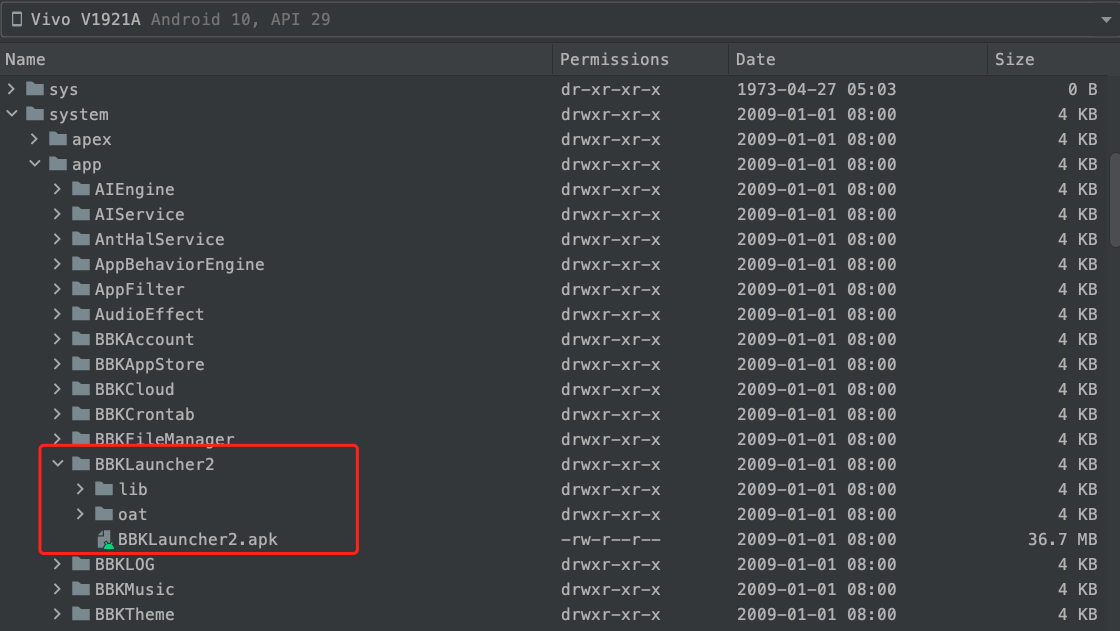 Vivo V1921A Android 10, API 29
Name Permissions Date Size
sys dr-xr-xr-x 1973-04-27 05:03 0 B
system drwxr-xr-x 2009-01-01 08:00 4 KB
apex drwxr-xr-x 2009-01-01 08:00 4 KB
app drwxr-xr-x 2009-01-01 08:00 4 KB
AIEngine drwxr-xr-x 2009-01-01 08:00 4 KB
AIService drwxr-xr-x 2009-01-01 08:00 4 KB
AntHalService drwxr-xr-x 2009-01-01 08:00 4 KB
AppBehaviorEngine drwxr-xr-x 2009-01-01 08:00 4 KB
AppFilter drwxr-xr-x 2009-01-01 08:00 4 KB
AudioEffect drwxr-xr-x 2009-01-01 08:00 4 KB
BBKAccount drwxr-xr-x 2009-01-01 08:00 4 KB
BBKAppStore drwxr-xr-x 2009-01-01 08:00 4 KB
BBKCloud drwxr-xr-x 2009-01-01 08:00 4 KB
BBKCrontab drwxr-xr-x 2009-01-01 08:00 4 KB
BBKFileManager drwxr-xr-x 2009-01-01 08:00 4 KB
BBKLauncher2 drwxr-xr-x 2009-01-01 08:00 4 KB
lib drwxr-xr-x 2009-01-01 08:00 4 KB
oat drwxr-xr-x 2009-01-01 08:00 4 KB
BBKLauncher2.apk -rw-r--r-- 2009-01-01 08:00 36.7 MB
BBKLOG drwxr-xr-x 2009-01-01 08:00 4 KB
BBKMusic drwxr-xr-x 2009-01-01 08:00 4 KB
BBKTheme drwxr-xr-x 2009-01-01 08:00 4 KB